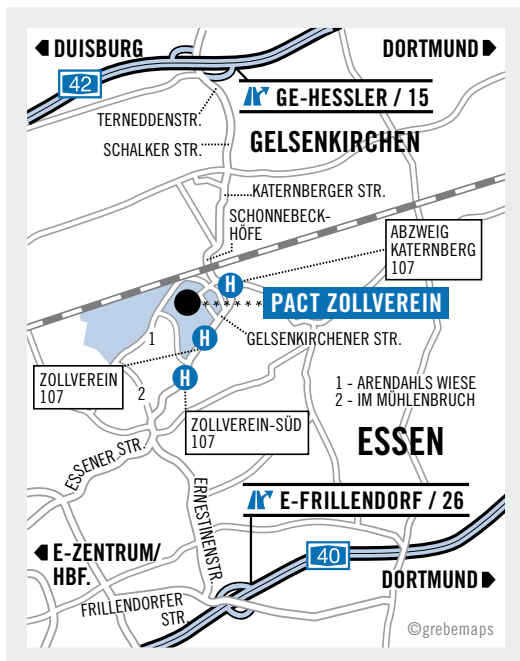 DUISBURG
DORTMUND
42
GE-HESSLER / 15
TERNEDDENSTR.
SCHALKER STR.
GELSENKIRCHEN
KATERNBERGER STR.
SCHONNEBECK-
HÖFE
ABZWEIG
KATERNBERG
107
H
PACT ZOLLVEREIN
GELSENKIRCHENER STR.
1
H
ZOLLVEREIN
107
H
2
1 - ARENDAHLS WIESE
2 - IM MÜHLENBRUCH
ZOLLVEREIN-SÜD
107
ESSEN
ESSENER STR.
ERNESTINENSTR.
E-FRILLENDORF / 26
E-ZENTRUM/
HBF.
40
DORTMUND
FRILLENDORFER
STR.
©grebemaps